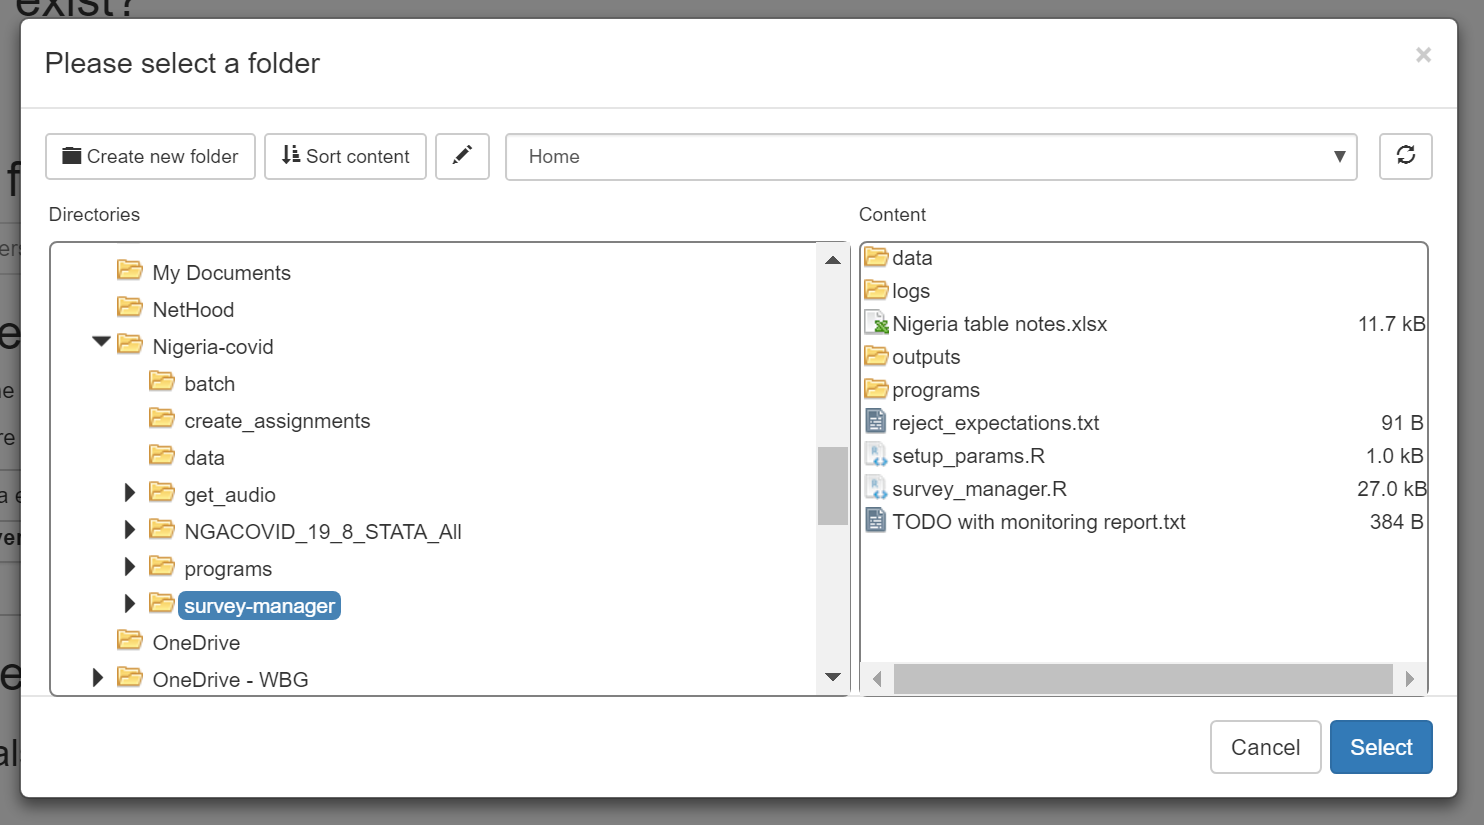 exist?
Please select a folder
×
Create new folder
Sort content
Home
Directories
Content
My Documents
NetHood
Nigeria-covid
batch
create_assignments
data
get_audio
NGACOVID_19_8_STATA_All
programs
survey-manager
OneDrive
OneDrive - WBG
data
logs
Nigeria table notes.xlsx 11.7 kB
outputs
programs
reject_expectations.txt 91 B
setup_params.R 1.0 kB
survey_manager.R 27.0 kB
TODO with monitoring report.txt 384 B
Cancel
Select